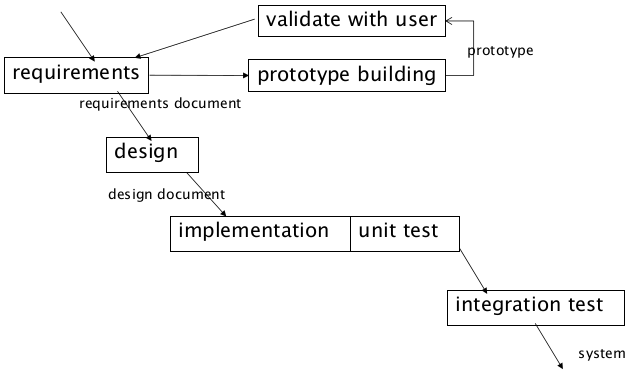 validate with user
prototype
requirements
prototype building
requirements document
design
design document
implementation
unit test
integration test
system